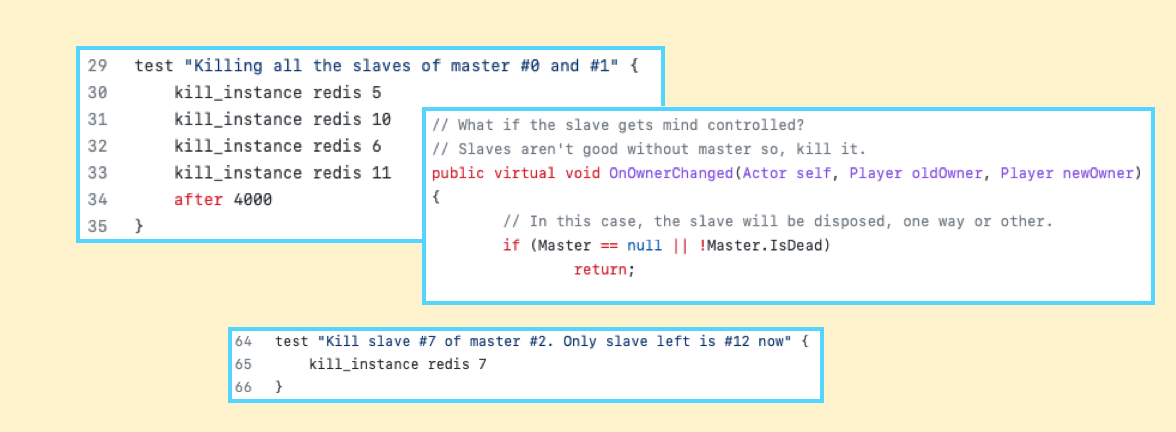 29 test "Killing all the slaves of master #0 and #1" {
30 kill_instance redis 5
31 kill_instance redis 10
32 kill_instance redis 6
33 kill_instance redis 11
34 after 4000
35 }
// What if the slave gets mind controlled?
// Slaves aren't good without master so, kill it.
public virtual void OnOwnerChanged(Actor self, Player oldOwner, Player newOwner)
{
// In this case, the slave will be disposed, one way or other.
if (Master == null || !Master.IsDead)
return;
64 test "Kill slave #7 of master #2. Only slave left is #12 now" {
65 kill_instance redis 7
66 }